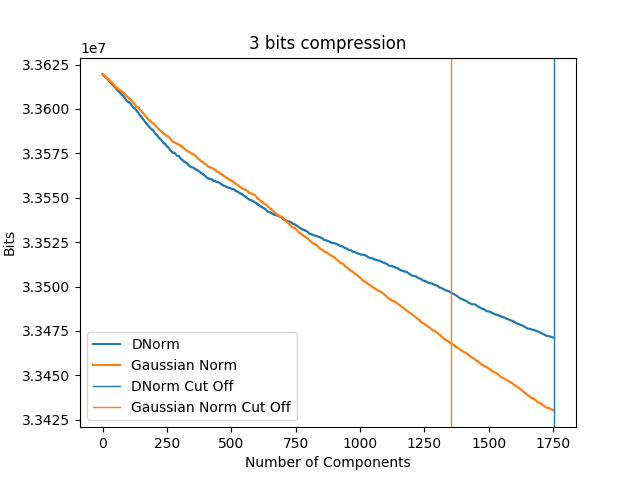 3 bits compression
1e7
3.3625
3.3600
3.3575
3.3550
3.3525
3.3500
3.3475
3.3450
3.3425
Bits
DNorm
Gaussian Norm
DNorm Cut Off
Gaussian Norm Cut Off
0 250 500 750 1000 1250 1500 1750
Number of Components